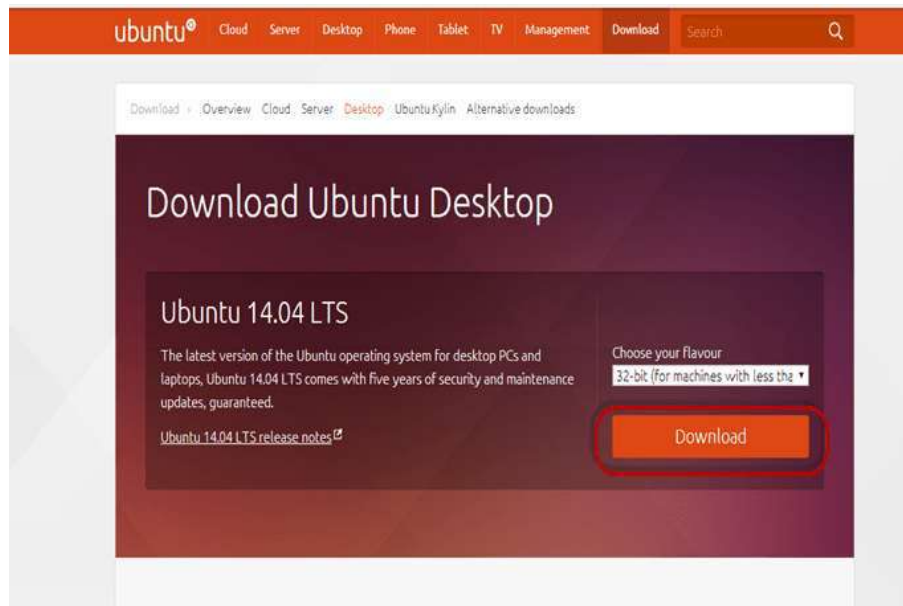 ubuntu® Cloud Server Desktop Phone Tablet TV Management Download Search
Download › Overview Cloud Server Desktop Ubuntu Kylin Alternative downloads
Download Ubuntu Desktop
Ubuntu 14.04 LTS
The latest version of the Ubuntu operating system for desktop PCs and
laptops, Ubuntu 14.04 LTS comes with five years of security and maintenance
updates, guaranteed.
Ubuntu 14.04 LTS release notes
Choose your flavour
32-bit (for machines with less tha
Download